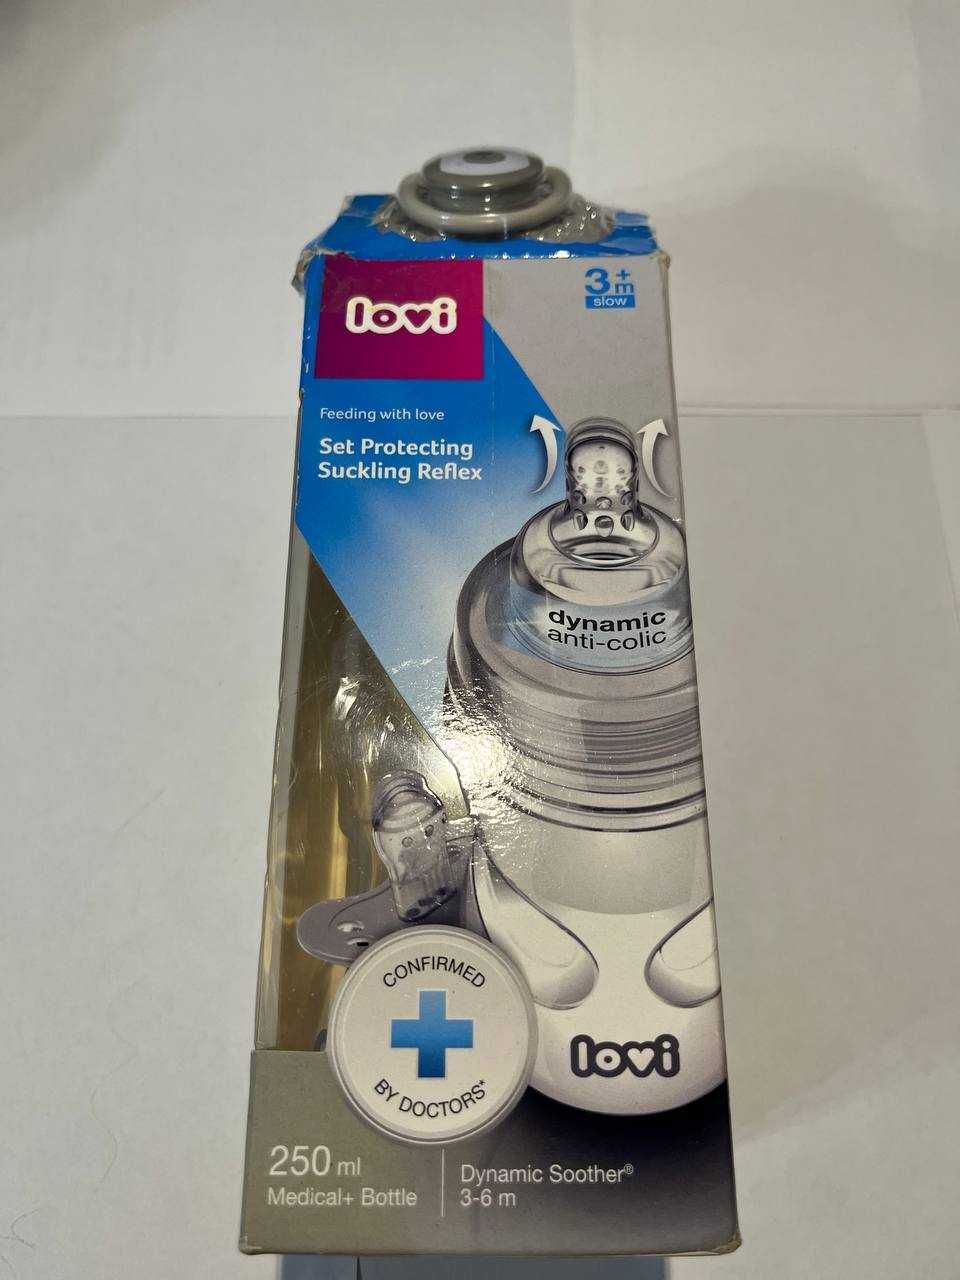 lovi
3+
m
slow
Feeding with love
Set Protecting
Suckling Reflex
dynamic
anti-colic
CONFIRMED
BY DOCTORS*
lovi
250 ml
Medical+ Bottle
Dynamic Soother®
3-6 m